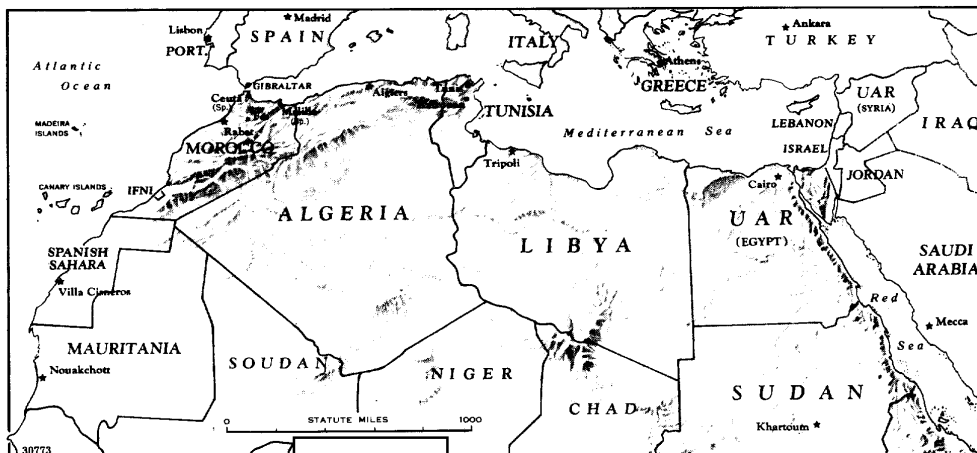 Madrid
Lisbon
SPAIN
PORT.
ITALY
Ankara
TURKEY
Athens
GREECE
Atlantic
Ocean
GIBRALTAR
Ceuta
(Sp.)
Melilla
(Sp.)
Algiers
Tunis
TUNISIA
UAR
(SYRIA)
LEBANON
IRAQ
MADEIRA
ISLANDS
Rabat
MOROCCO
Mediterranean Sea
ISRAEL
Tripoli
Cairo
JORDAN
CANARY ISLANDS
IFNI
ALGERIA
LIBYA
UAR
(EGYPT)
SPANISH
SAHARA
Villa Cisneros
SAUDI
ARABIA
Red
Sea
Mecca
MAURITANIA
Nouakchott
SOUDAN
NIGER
CHAD
SUDAN
Khartoum
0 STATUTE MILES 1000
30773